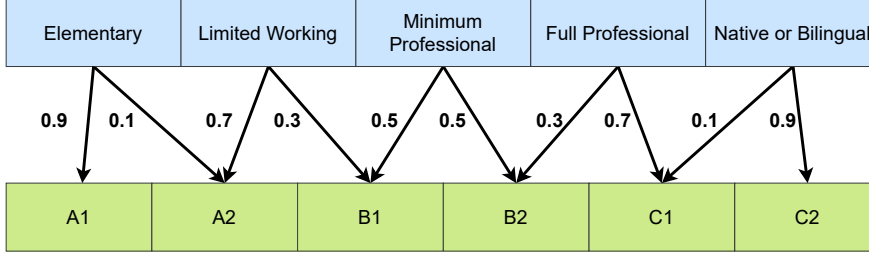 Elementary
Limited Working
Minimum
Professional
Full Professional
Native or Bilingual
0.9
0.1
0.7
0.3
0.5
0.5
0.3
0.7
0.1
0.9
A1
A2
B1
B2
C1
C2